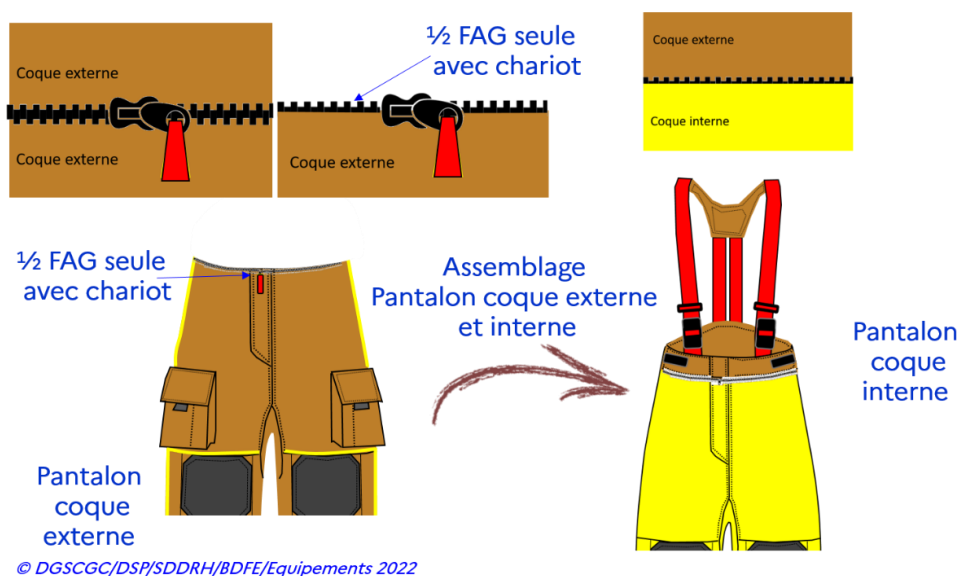 Coque externe
Coque externe
½ FAG seule
avec chariot
Coque externe
Coque externe
Coque interne
½ FAG seule
avec chariot
Assemblage
Pantalon coque externe
et interne
Pantalon
coque
interne
Pantalon
coque
externe
© DGSCGC/DSP/SDDRH/BDFE/Equipements 2022